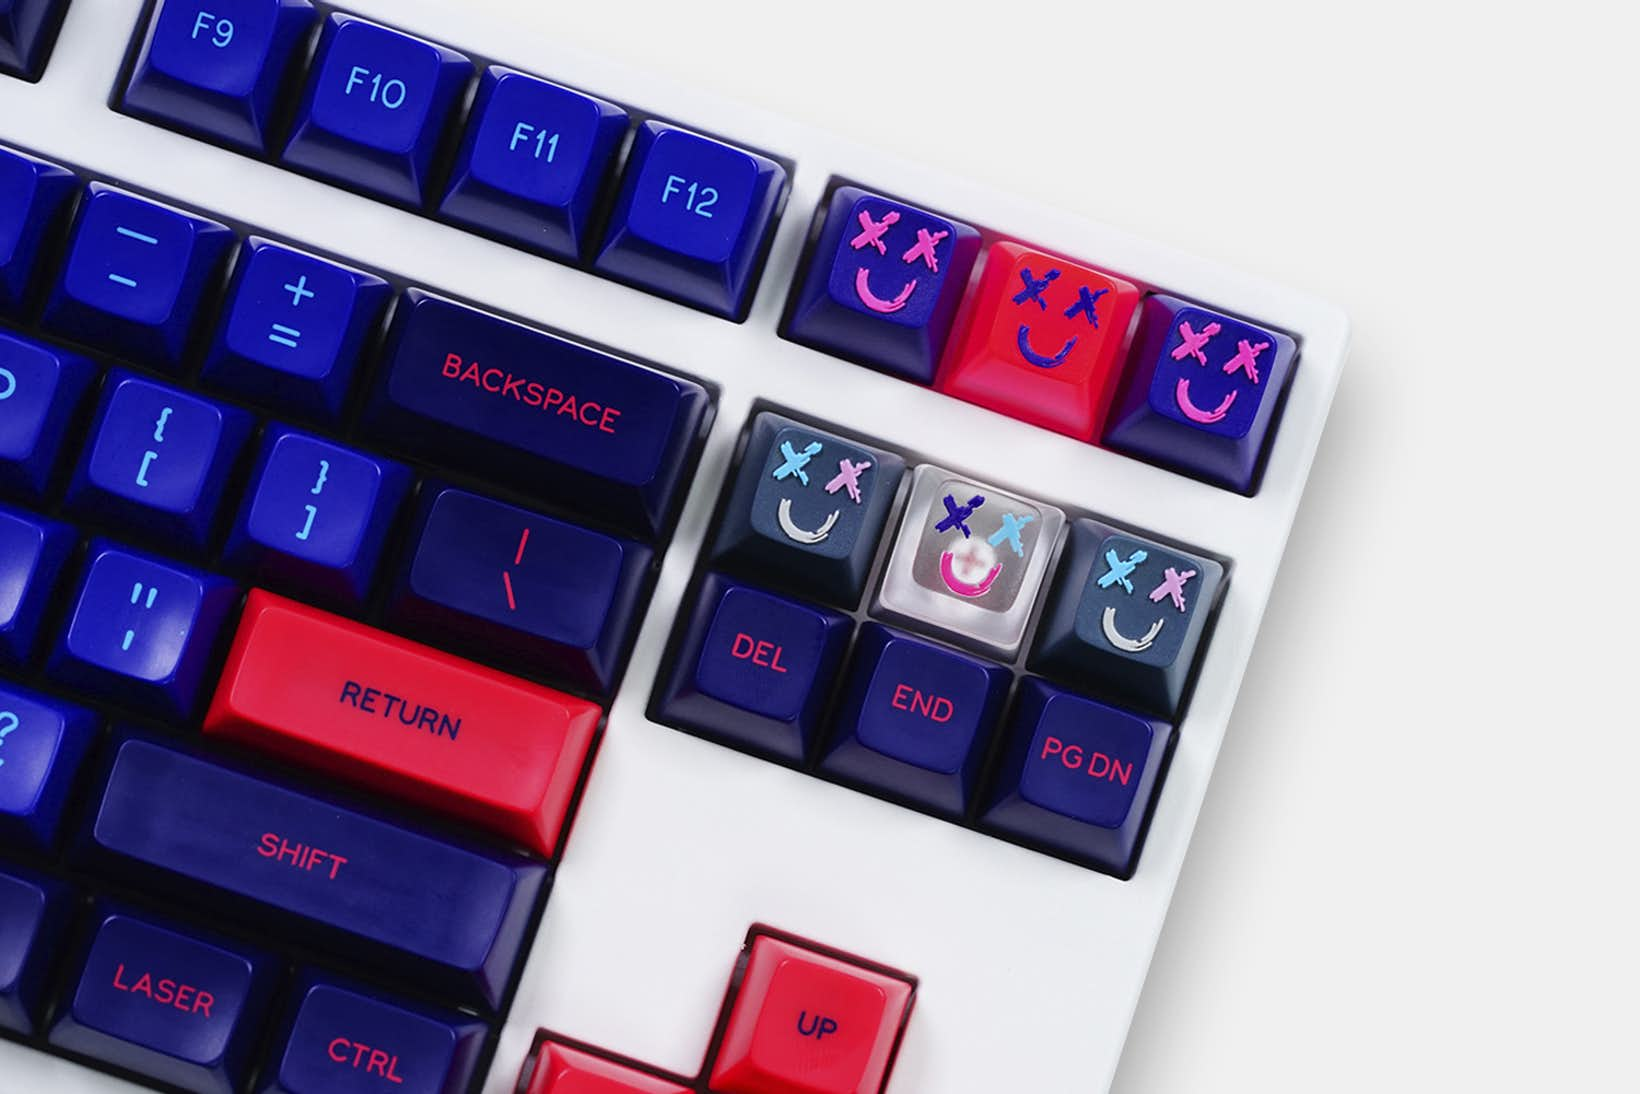 F9
F10
F11
F12
—
–
+
=
BACKSPACE
{
[
}
]
|
\
"
'
RETURN
DEL
END
PG DN
?
SHIFT
LASER
CTRL
UP